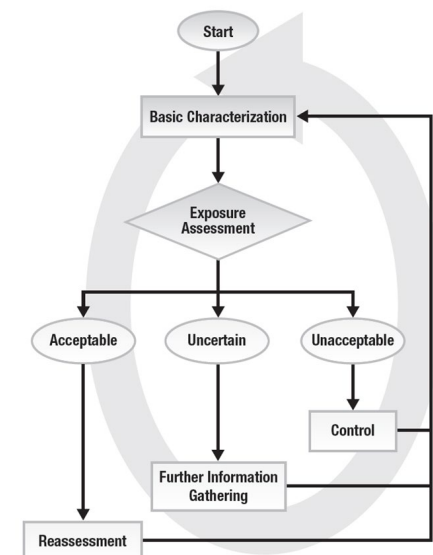 Start
Basic Characterization
Exposure
Assessment
Acceptable
Uncertain
Unacceptable
Control
Further Information
Gathering
Reassessment